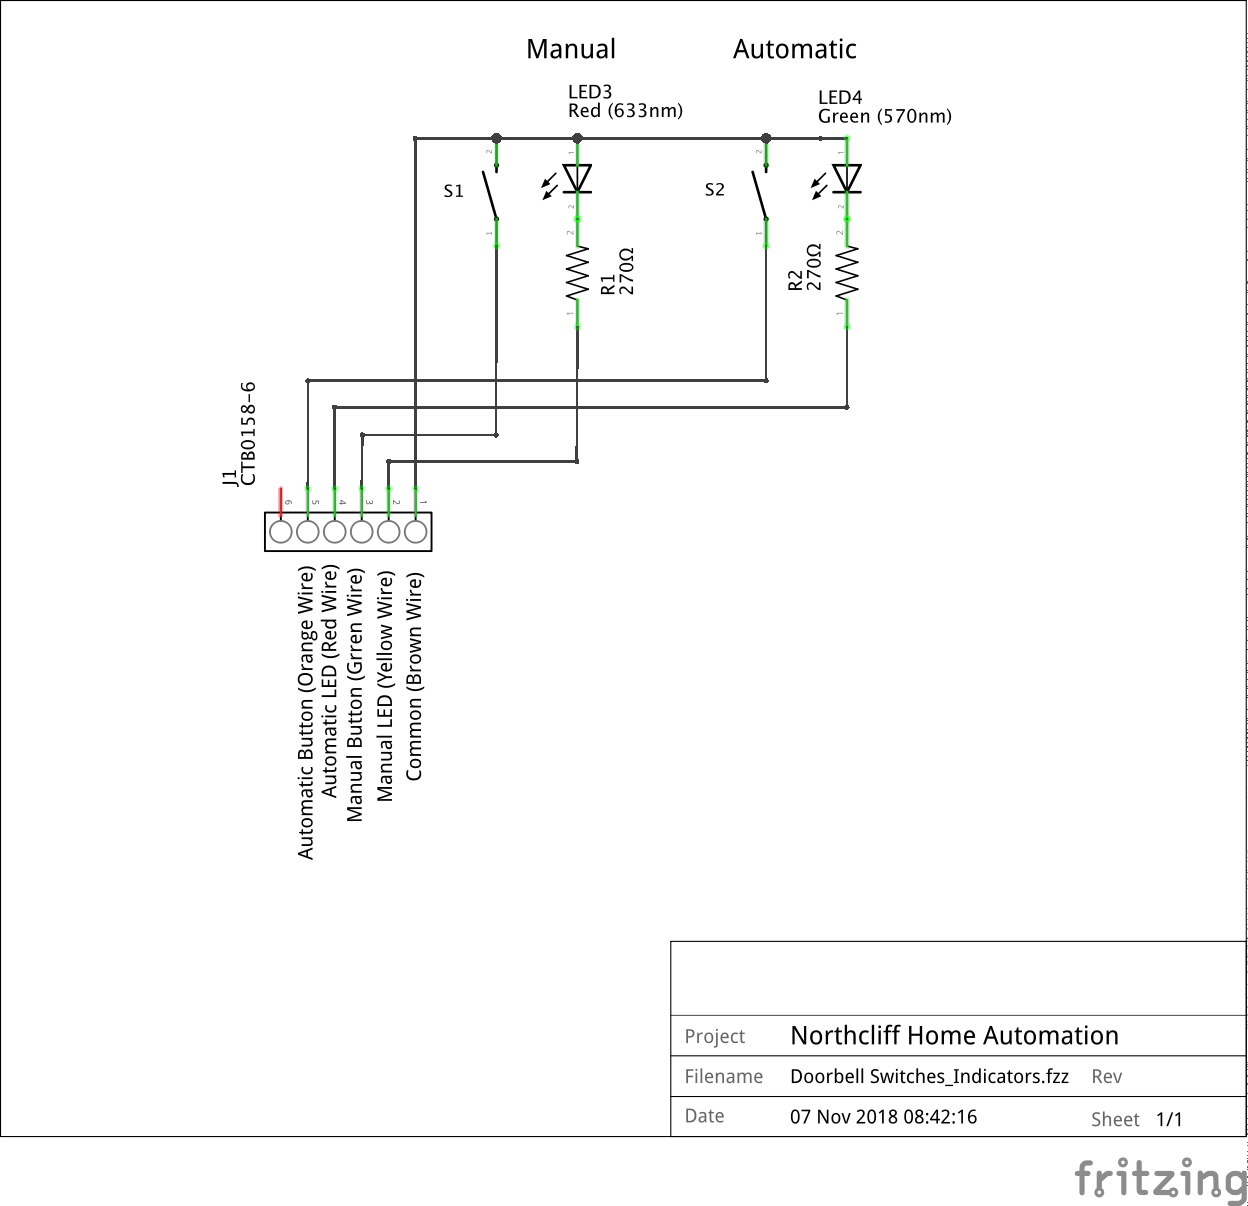 Manual
Automatic
LED3
Red (633nm)
LED4
Green (570nm)
2
1
2
1
S1
S2
2
2
1
2
1
2
R1
270Ω
R2
270Ω
1
1
J1
CTB0158-6
6
5
4
3
2
1
Automatic Button (Orange Wire)
Automatic LED (Red Wire)
Manual Button (Grren Wire)
Manual LED (Yellow Wire)
Common (Brown Wire)
Project Northcliff Home Automation
Filename Doorbell Switches_Indicators.fzz Rev
Date 07 Nov 2018 08:42:16 Sheet 1/1
fritzing